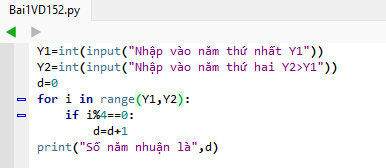 Bai1VD152.py
Y1=int(input("Nhập vào năm thứ nhất Y1"))
Y2=int(input("Nhập vào năm thứ hai Y2>Y1"))
d=0
for i in range(Y1,Y2):
    if i%4==0:
        d=d+1
print("Số năm nhuận là",d)